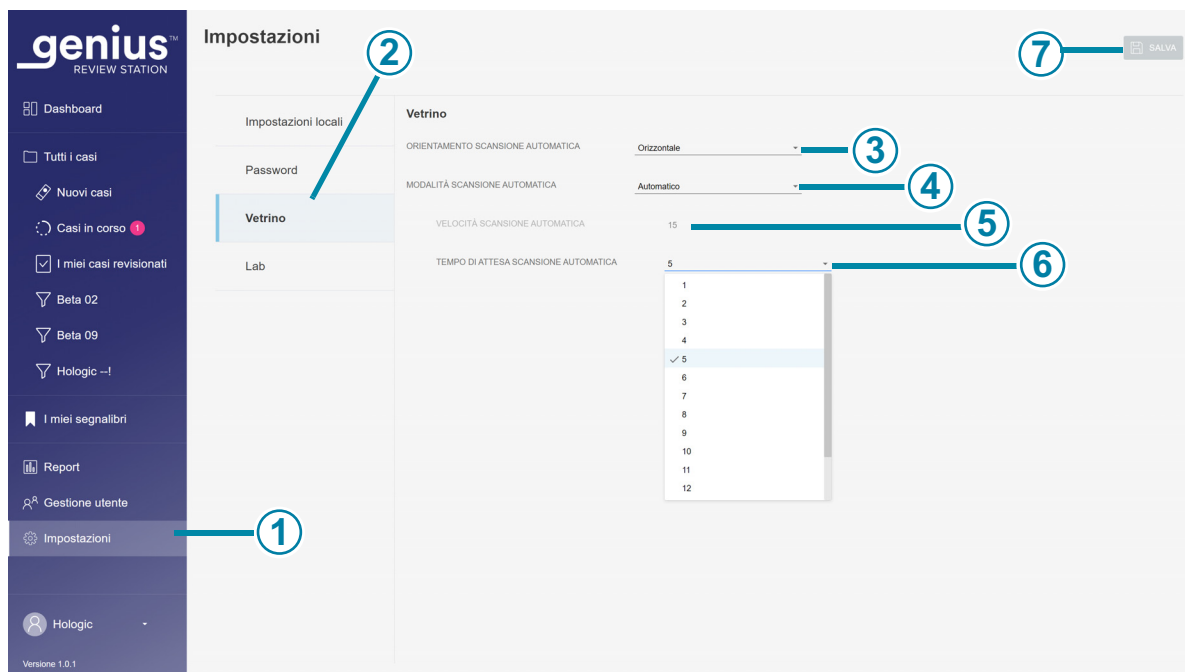 genius™
REVIEW STATION
Dashboard
Tutti i casi
Nuovi casi
Casi in corso 1
I miei casi revisionati
Beta 02
Beta 09
Hologic --!
I miei segnalibri
Report
Gestione utente
Impostazioni
Hologic
Versione 1.0.1
1
Impostazioni
2
7
SALVA
Impostazioni locali
Password
Vetrino
Lab
Vetrino
ORIENTAMENTO SCANSIONE AUTOMATICA
Orizzontale
3
MODALITÀ SCANSIONE AUTOMATICA
Automatico
4
VELOCITÀ SCANSIONE AUTOMATICA
15
5
TEMPO DI ATTESA SCANSIONE AUTOMATICA
5
6
1
2
3
4
5
6
7
8
9
10
11
12